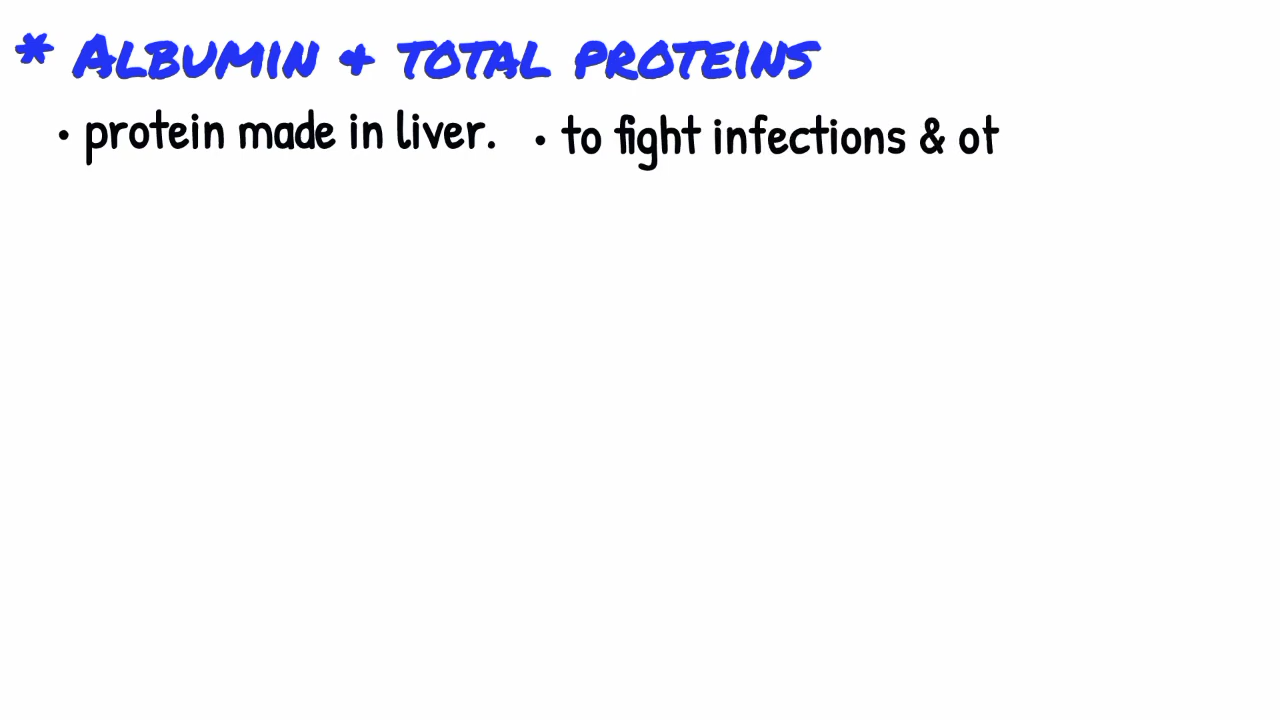 * ALBUMIN & TOTAL PROTEINS
• protein made in liver. • to fight infections & ot